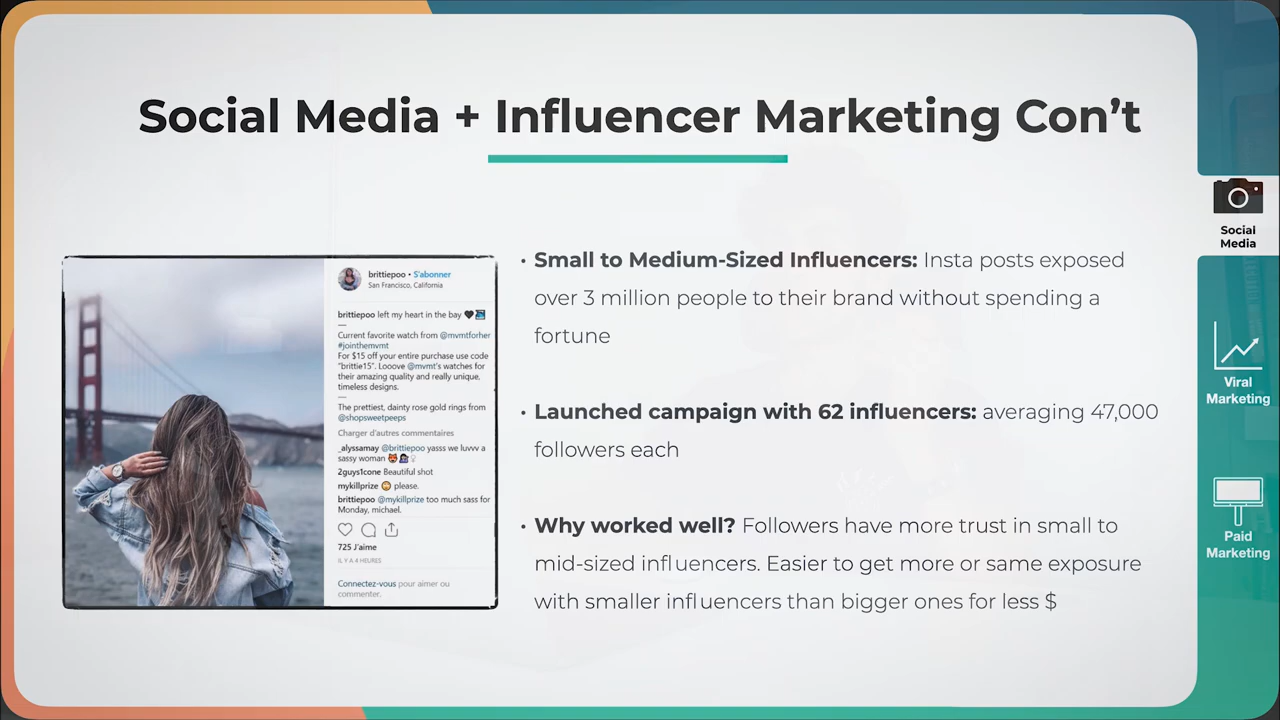 Social Media + Influencer Marketing Con't
brittiepoo • S'abonner
San Francisco, California
brittiepoo left my heart in the bay
—
Current favorite watch from @mvmtforher
#jointhemvmt
For $15 off your entire purchase use code
"brittie15". Looove @mvmt's watches for
their amazing quality and really unique,
timeless designs.
—
The prettiest, dainty rose gold rings from
@shopsweetpeeps
Charger d'autres commentaires
_alyssamay @brittiepoo yasss we luvvv a
sassy woman
2guys1cone Beautiful shot
mykillprize please.
brittiepoo @mykillprize too much sass for
Monday, michael.
725 J'aime
IL Y A 4 HEURES
Connectez-vous pour aimer ou
commenter.
• Small to Medium-Sized Influencers: Insta posts exposed
over 3 million people to their brand without spending a
fortune
• Launched campaign with 62 influencers: averaging 47,000
followers each
• Why worked well? Followers have more trust in small to
mid-sized influencers. Easier to get more or same exposure
with smaller influencers than bigger ones for less $
Social
Media
Viral
Marketing
Paid
Marketing